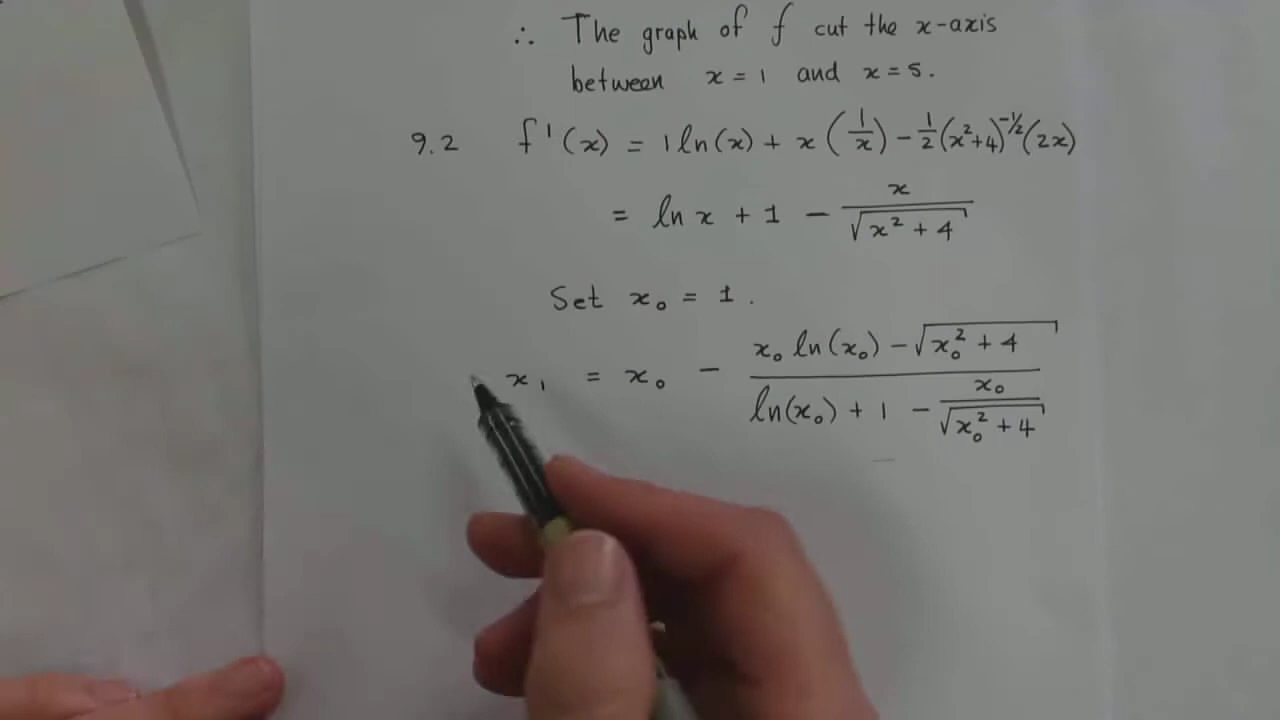 ∴ The graph of f cut the x-axis
between x = 1 and x = 5.
9.2 f'(x) = 1 ln(x) + x (1/x) - 1/2 (x²+4)^(-1/2) (2x)
= ln x + 1 - x/√(x² + 4)
Set x₀ = 1.
x₁ = x₀ - (x₀ ln(x₀) - √(x₀² + 4))/(ln(x₀) + 1 - x₀/√(x₀² + 4))